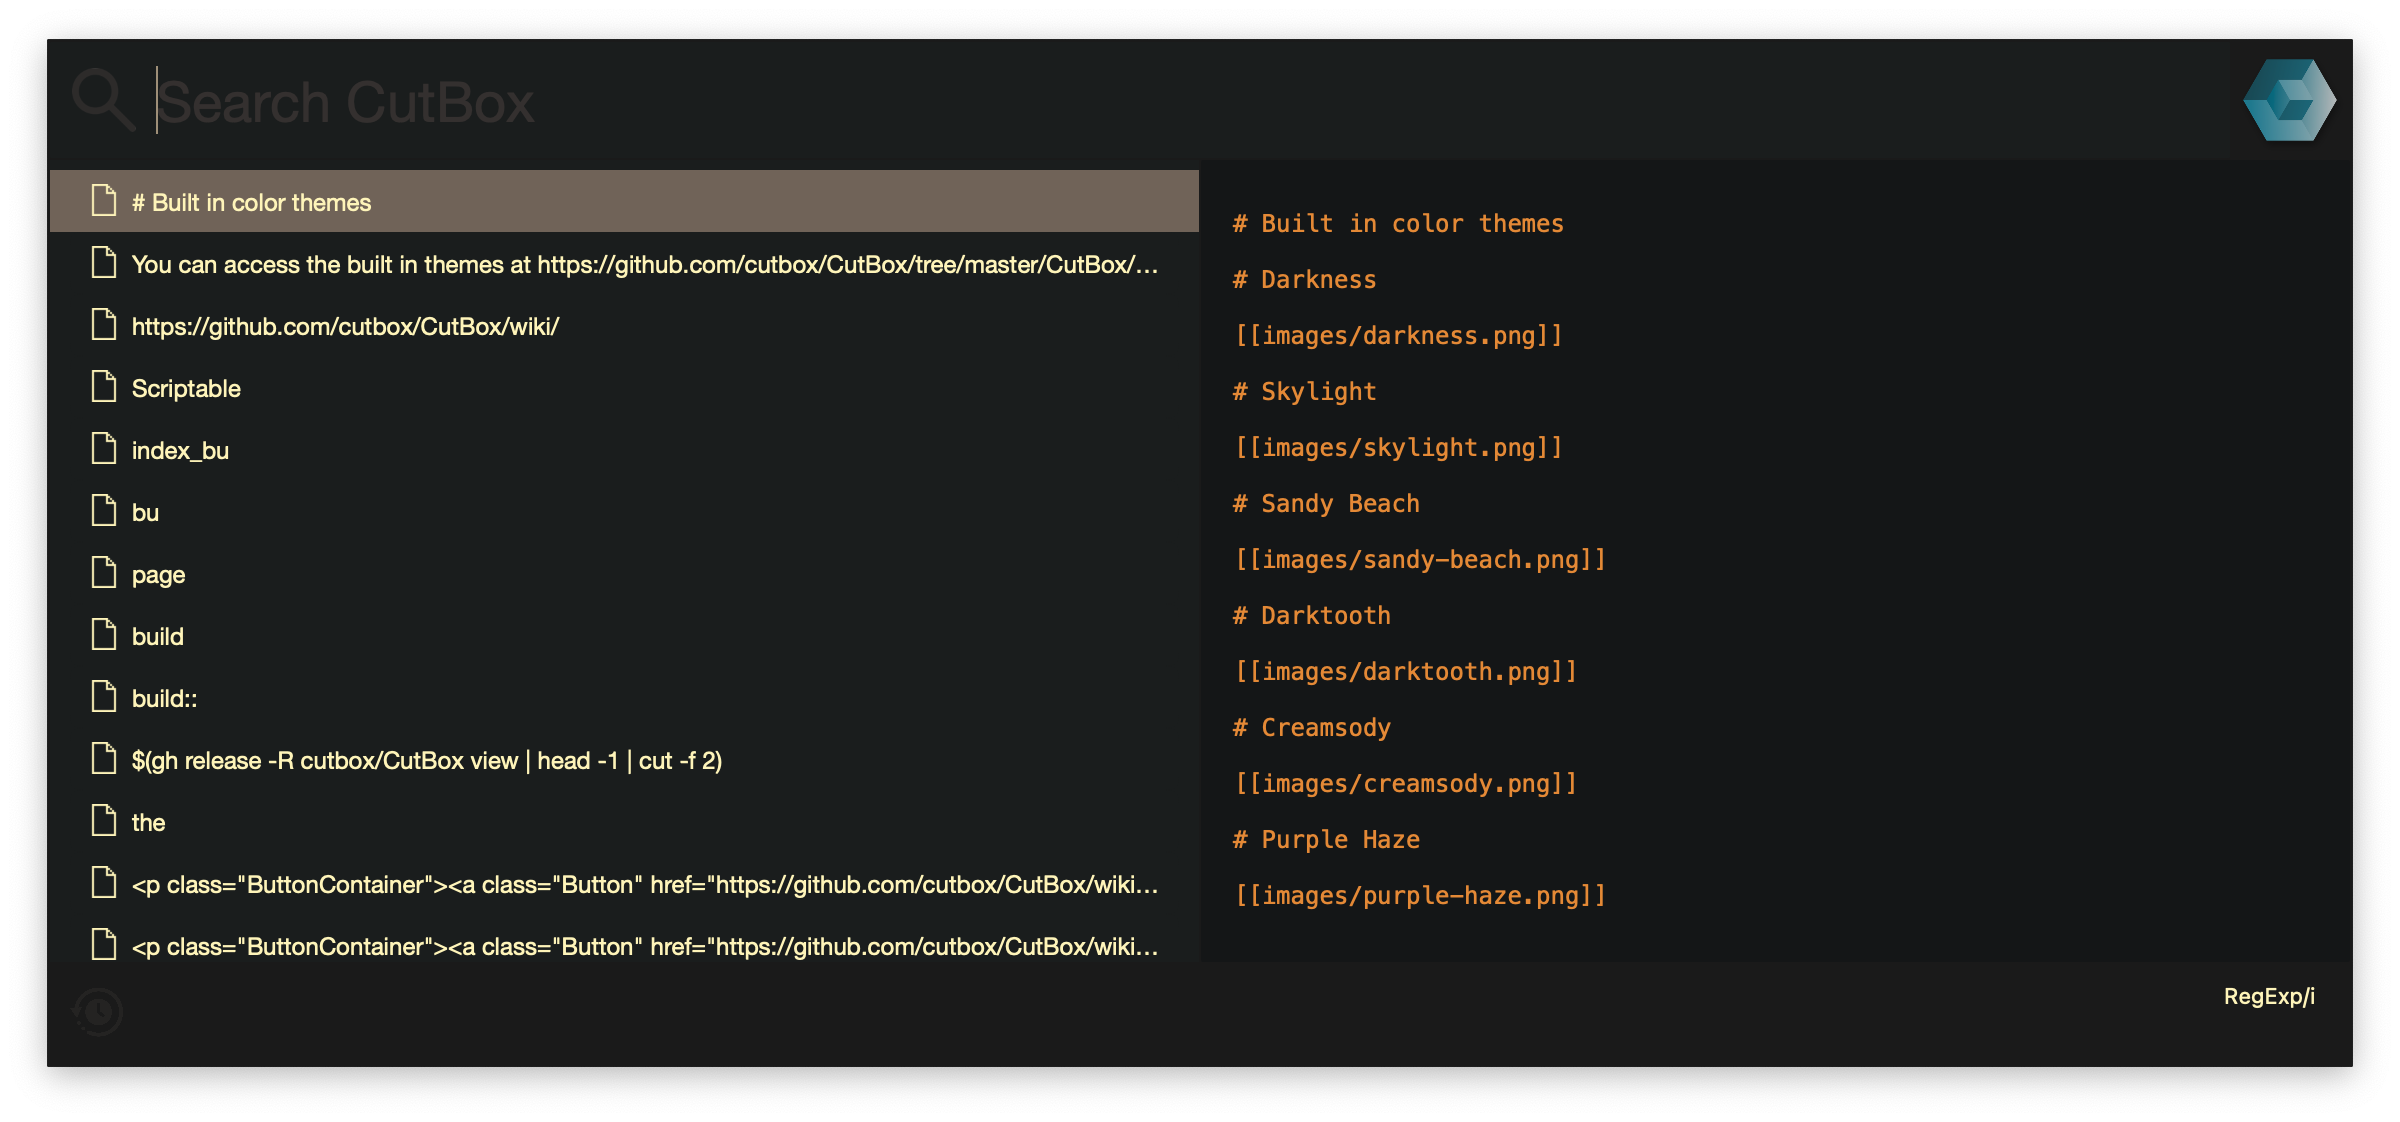 Search CutBox
# Built in color themes
You can access the built in themes at https://github.com/cutbox/CutBox/tree/master/CutBox/…
https://github.com/cutbox/CutBox/wiki/
Scriptable
index_bu
bu
page
build
build::
$(gh release -R cutbox/CutBox view | head -1 | cut -f 2)
the
<p class="ButtonContainer"><a class="Button" href="https://github.com/cutbox/CutBox/wiki…
<p class="ButtonContainer"><a class="Button" href="https://github.com/cutbox/CutBox/wiki…
# Built in color themes
# Darkness
[[images/darkness.png]]
# Skylight
[[images/skylight.png]]
# Sandy Beach
[[images/sandy-beach.png]]
# Darktooth
[[images/darktooth.png]]
# Creamsody
[[images/creamsody.png]]
# Purple Haze
[[images/purple-haze.png]]
RegExp/i